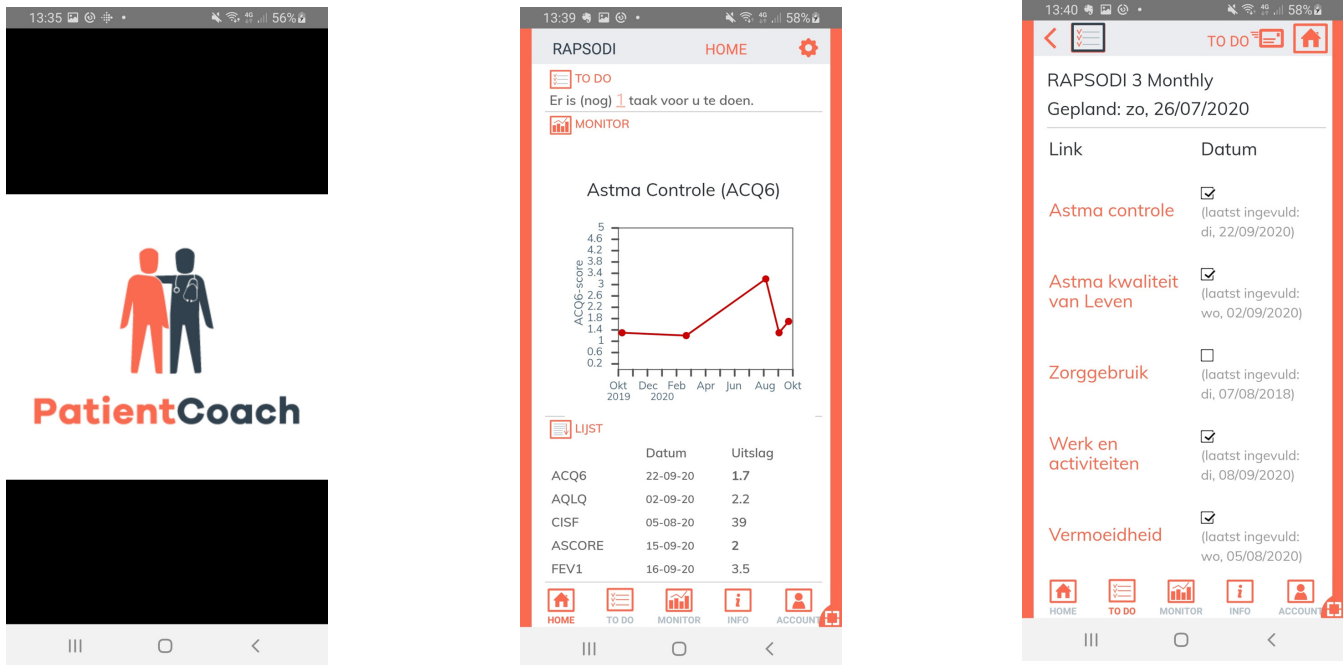 13:35 56%
PatientCoach
13:39 4G 58%
RAPSODI HOME
TO DO
Er is (nog) 1 taak voor u te doen.
MONITOR
Astma Controle (ACQ6)
ACQ6-score
5
4.6
4.2
3.8
3.4
3
2.6
2.2
1.8
1.4
1
0.6
0.2
Okt Dec Feb Apr Jun Aug Okt
2019 2020
LIJST
Datum Uitslag
ACQ6 22-09-20 1.7
AQLQ 02-09-20 2.2
CISF 05-08-20 39
ASCORE 15-09-20 2
FEV1 16-09-20 3.5
HOME TO DO MONITOR INFO ACCOUNT
13:40 4G 58%
TO DO
RAPSODI 3 Monthly
Gepland: zo, 26/07/2020
Link Datum
Astma controle
(laatst ingevuld:
di, 22/09/2020)
Astma kwaliteit
van Leven
(laatst ingevuld:
wo, 02/09/2020)
Zorggebruik
(laatst ingevuld:
di, 07/08/2018)
Werk en
activiteiten
(laatst ingevuld:
di, 08/09/2020)
Vermoeidheid
(laatst ingevuld:
wo, 05/08/2020)
HOME TO DO MONITOR INFO ACCOUNT